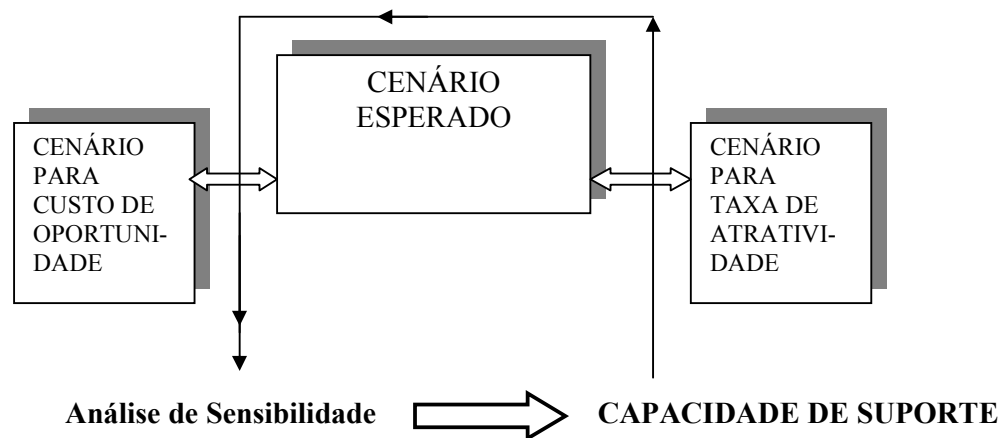 CENÁRIO
ESPERADO
CENÁRIO
PARA
CUSTO DE
OPORTUNI-
DADE
CENÁRIO
PARA
TAXA DE
ATRATIVI-
DADE
Análise de Sensibilidade
CAPACIDADE DE SUPORTE